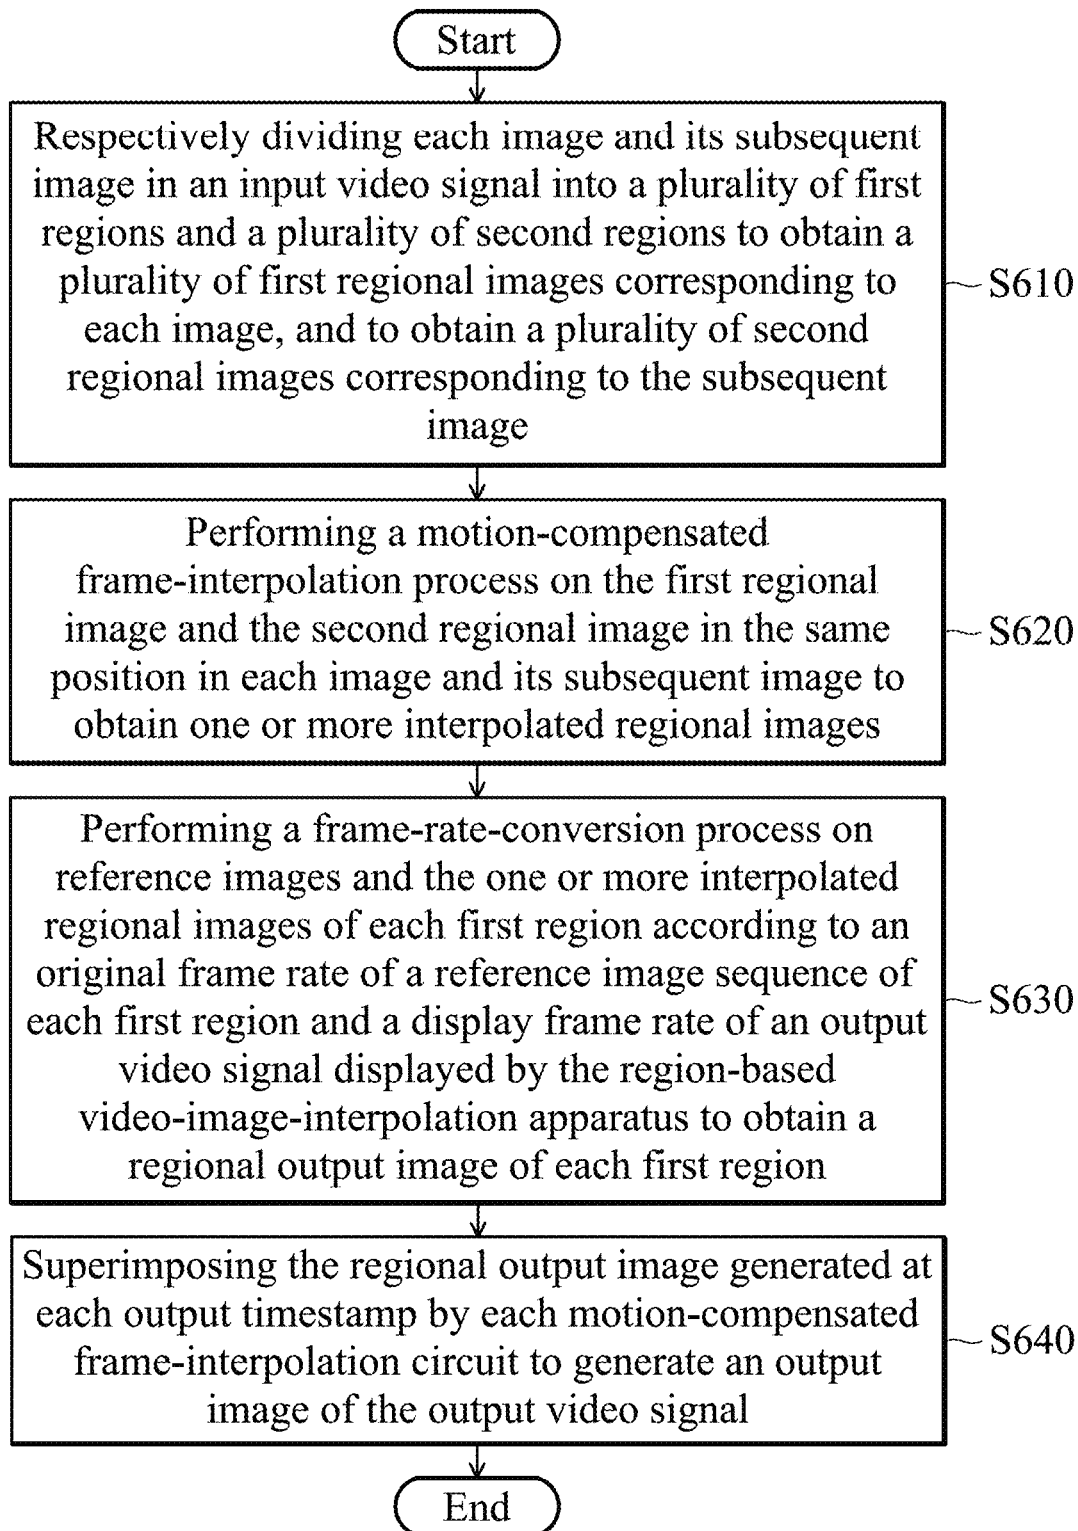 Start
Respectively dividing each image and its subsequent
image in an input video signal into a plurality of first
regions and a plurality of second regions to obtain a
plurality of first regional images corresponding to
each image, and to obtain a plurality of second
regional images corresponding to the subsequent
image
S610
Performing a motion-compensated
frame-interpolation process on the first regional
image and the second regional image in the same
position in each image and its subsequent image to
obtain one or more interpolated regional images
S620
Performing a frame-rate-conversion process on
reference images and the one or more interpolated
regional images of each first region according to an
original frame rate of a reference image sequence of
each first region and a display frame rate of an output
video signal displayed by the region-based
video-image-interpolation apparatus to obtain a
regional output image of each first region
S630
Superimposing the regional output image generated at
each output timestamp by each motion-compensated
frame-interpolation circuit to generate an output
image of the output video signal
S640
End